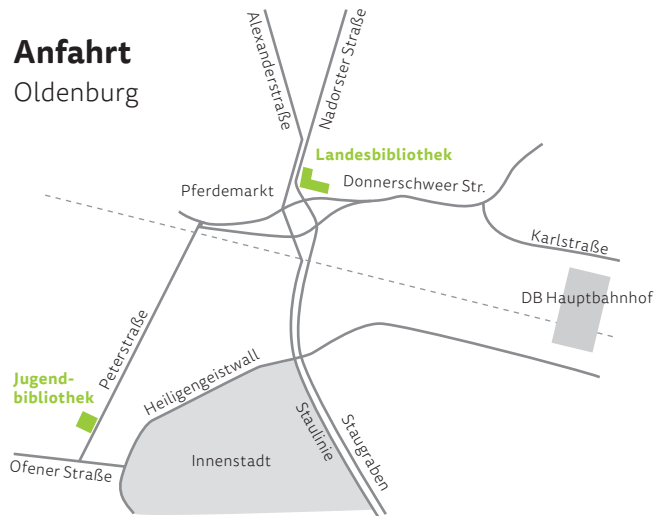 Anfahrt
Oldenburg
Alexanderstraße
Nadorster Straße
Landesbibliothek
Pferdemarkt
Donnerschweer Str.
Karlstraße
DB Hauptbahnhof
Peterstraße
Heiligengeistwall
Jugend-
bibliothek
Staulinie
Staugraben
Innenstadt
Ofener Straße